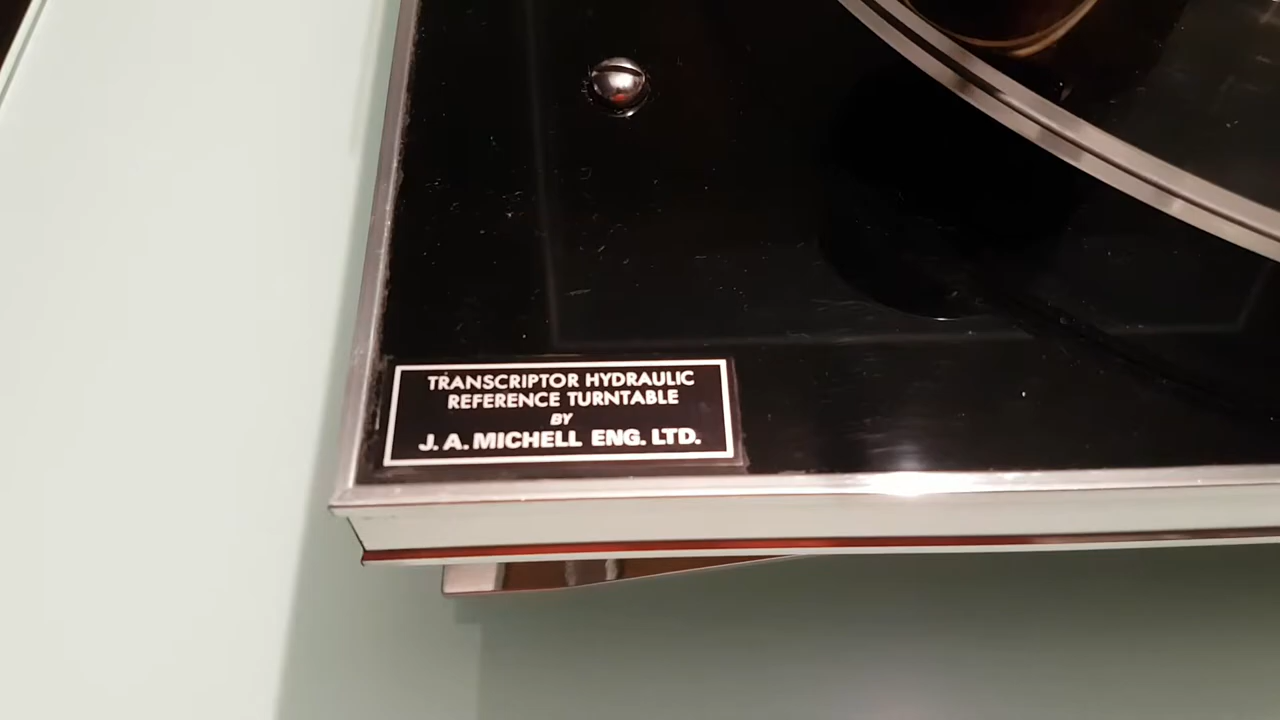 TRANSCRIPTOR HYDRAULIC
REFERENCE TURNTABLE
BY
J. A. MICHELL ENG. LTD.